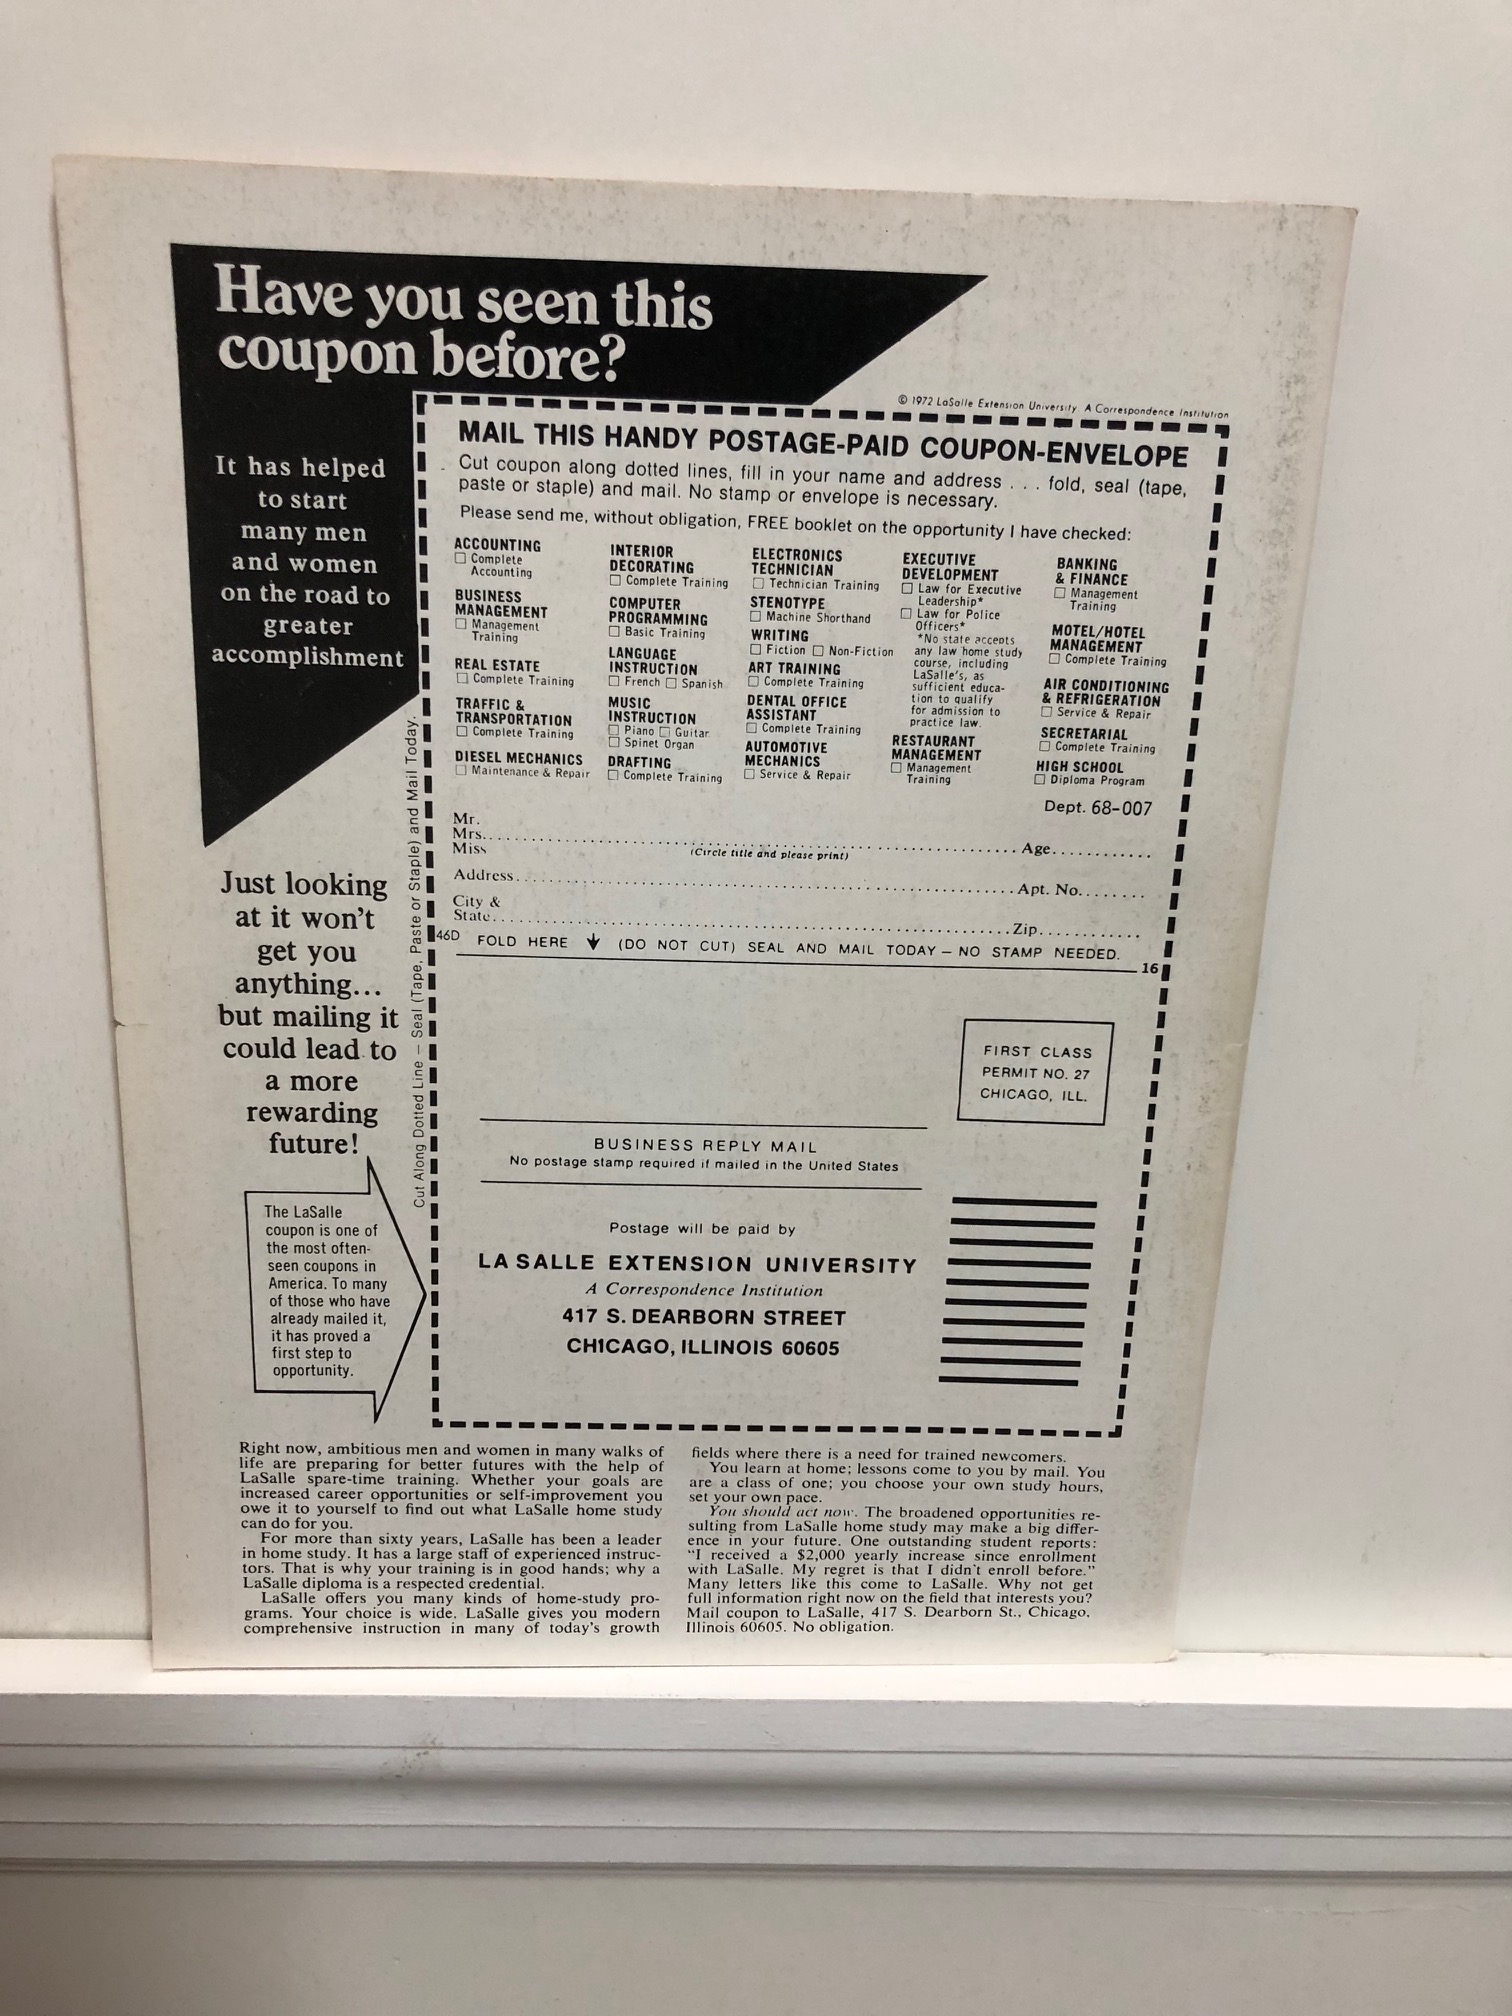 Have you seen this
coupon before?
It has helped
to start
many men
and women
on the road to
greater
accomplishment
Just looking
at it won't
get you
anything...
but mailing it
could lead to
a more
rewarding
future!
The LaSalle
coupon is one of
the most often-
seen coupons in
America. To many
of those who have
already mailed it,
it has proved a
first step to
opportunity.
Cut Along Dotted Line — Seal (Tape, Paste or Staple) and Mail Today.
© 1972 LaSalle Extension University. A Correspondence Institution
MAIL THIS HANDY POSTAGE-PAID COUPON-ENVELOPE
Cut coupon along dotted lines, fill in your name and address . . . fold, seal (tape,
paste or staple) and mail. No stamp or envelope is necessary.
Please send me, without obligation, FREE booklet on the opportunity I have checked:
ACCOUNTING
☐ Complete
Accounting
BUSINESS
MANAGEMENT
☐ Management
Training
REAL ESTATE
☐ Complete Training
TRAFFIC &
TRANSPORTATION
☐ Complete Training
DIESEL MECHANICS
☐ Maintenance & Repair
INTERIOR
DECORATING
☐ Complete Training
COMPUTER
PROGRAMMING
☐ Basic Training
LANGUAGE
INSTRUCTION
☐ French ☐ Spanish
MUSIC
INSTRUCTION
☐ Piano ☐ Guitar
☐ Spinet Organ
DRAFTING
☐ Complete Training
ELECTRONICS
TECHNICIAN
☐ Technician Training
STENOTYPE
☐ Machine Shorthand
WRITING
☐ Fiction ☐ Non-Fiction
ART TRAINING
☐ Complete Training
DENTAL OFFICE
ASSISTANT
☐ Complete Training
AUTOMOTIVE
MECHANICS
☐ Service & Repair
EXECUTIVE
DEVELOPMENT
☐ Law for Executive
Leadership*
☐ Law for Police
Officers*
*No state accepts
any law home study
course, including
LaSalle's, as
sufficient educa-
tion to qualify
for admission to
practice law.
RESTAURANT
MANAGEMENT
☐ Management
Training
BANKING
& FINANCE
☐ Management
Training
MOTEL/HOTEL
MANAGEMENT
☐ Complete Training
AIR CONDITIONING
& REFRIGERATION
☐ Service & Repair
SECRETARIAL
☐ Complete Training
HIGH SCHOOL
☐ Diploma Program
Dept. 68-007
Mr.
Mrs. Age
Miss (Circle title and please print)
Address Apt. No.
City &
State Zip
46D FOLD HERE ↓ (DO NOT CUT) SEAL AND MAIL TODAY — NO STAMP NEEDED.
16
FIRST CLASS
PERMIT NO. 27
CHICAGO, ILL.
BUSINESS REPLY MAIL
No postage stamp required if mailed in the United States
Postage will be paid by
LA SALLE EXTENSION UNIVERSITY
A Correspondence Institution
417 S. DEARBORN STREET
CHICAGO, ILLINOIS 60605
Right now, ambitious men and women in many walks of
life are preparing for better futures with the help of
LaSalle spare-time training. Whether your goals are
increased career opportunities or self-improvement you
owe it to yourself to find out what LaSalle home study
can do for you.
For more than sixty years, LaSalle has been a leader
in home study. It has a large staff of experienced instruc-
tors. That is why your training is in good hands; why a
LaSalle diploma is a respected credential.
LaSalle offers you many kinds of home-study pro-
grams. Your choice is wide. LaSalle gives you modern
comprehensive instruction in many of today's growth
fields where there is a need for trained newcomers.
You learn at home; lessons come to you by mail. You
are a class of one; you choose your own study hours,
set your own pace.
You should act now. The broadened opportunities re-
sulting from LaSalle home study may make a big differ-
ence in your future. One outstanding student reports:
"I received a $2,000 yearly increase since enrollment
with LaSalle. My regret is that I didn't enroll before."
Many letters like this come to LaSalle. Why not get
full information right now on the field that interests you?
Mail coupon to LaSalle, 417 S. Dearborn St., Chicago,
Illinois 60605. No obligation.